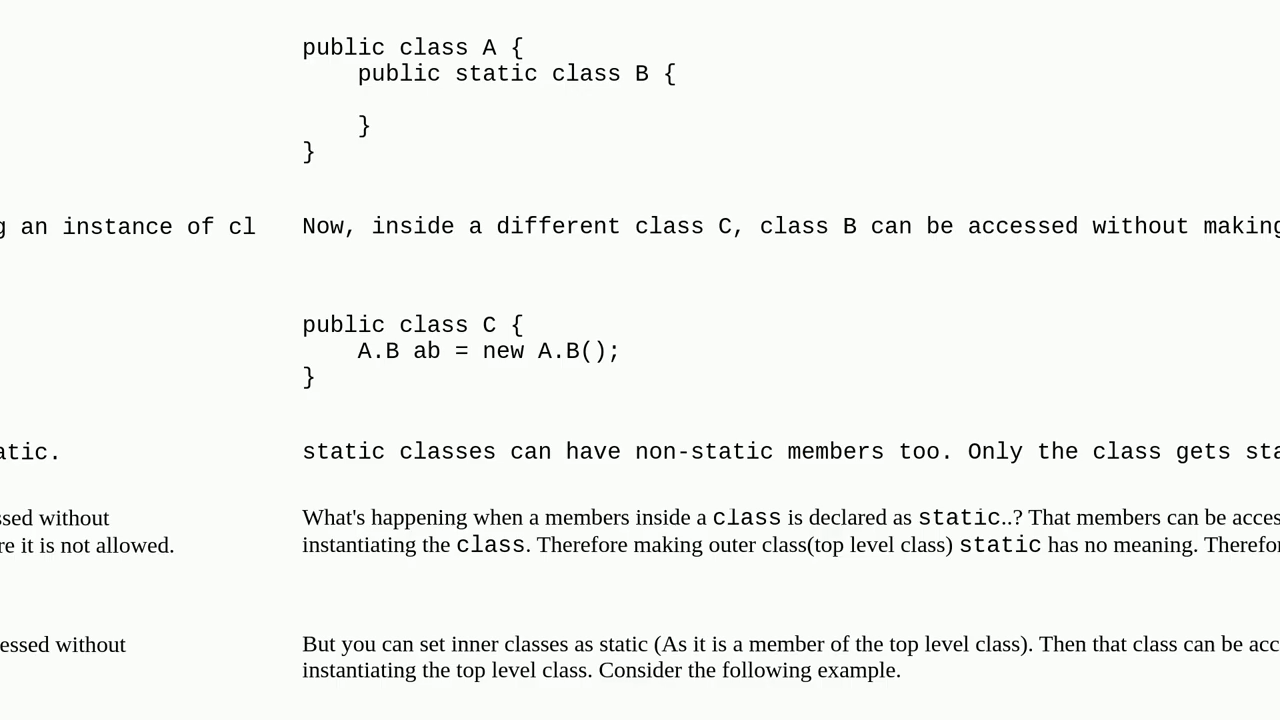 public class A {
public static class B {
}
}
g an instance of cl Now, inside a different class C, class B can be accessed without making
public class C {
A.B ab = new A.B();
}
atic. static classes can have non-static members too. Only the class gets sta
ssed without What's happening when a members inside a class is declared as static..? That members can be acces
re it is not allowed. instantiating the class. Therefore making outer class(top level class) static has no meaning. Therefor
essed without But you can set inner classes as static (As it is a member of the top level class). Then that class can be acc
instantiating the top level class. Consider the following example.